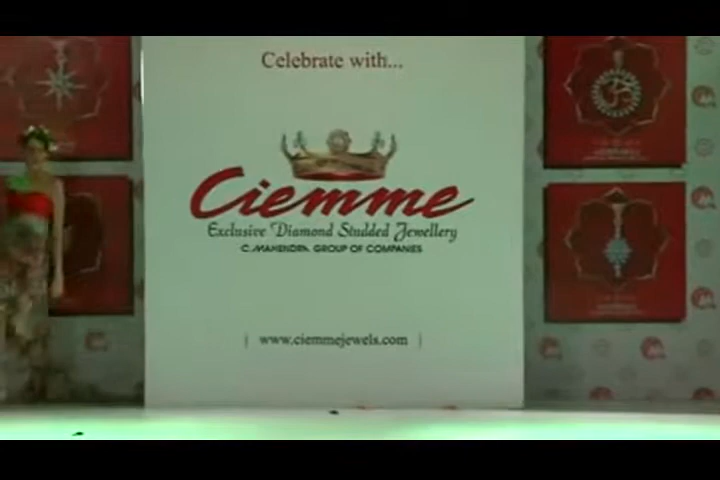 Celebrate with...
Ciemme
Exclusive Diamond Studded Jewellery
C.MAHENDRA GROUP OF COMPANIES
| www.ciemmejewels.com |